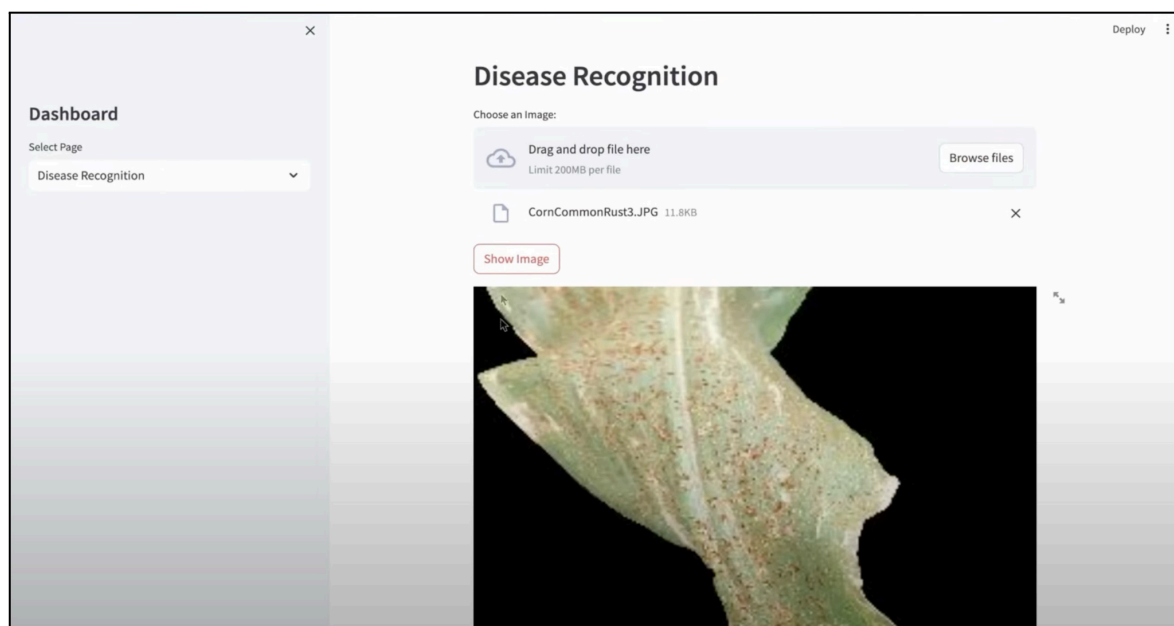 Deploy
Dashboard
Select Page
Disease Recognition
Disease Recognition
Choose an Image:
Drag and drop file here
Limit 200MB per file
Browse files
CornCommonRust3.JPG 11.8KB
Show Image